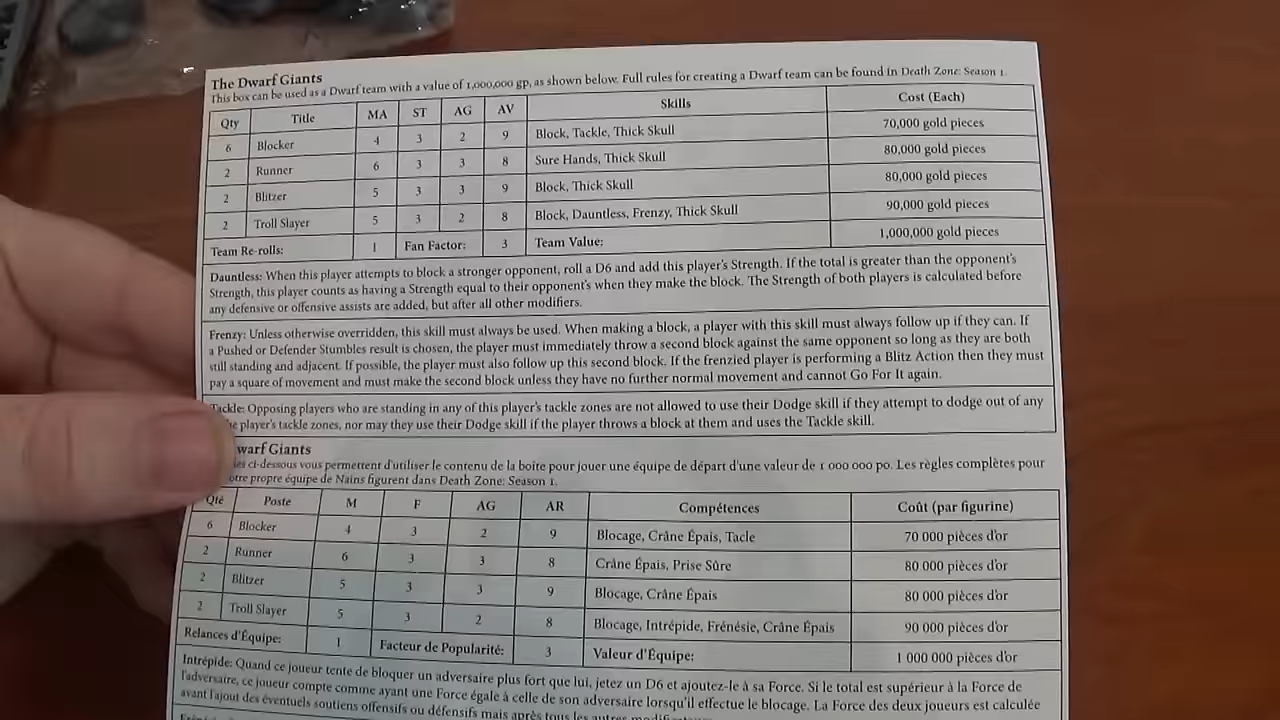 The Dwarf Giants
This box can be used as a Dwarf team with a value of 1,000,000 gp, as shown below. Full rules for creating a Dwarf team can be found in Death Zone: Season 1.
Qty Title MA ST AG AV Skills Cost (Each)
6 Blocker 4 3 2 9 Block, Tackle, Thick Skull 70,000 gold pieces
2 Runner 6 3 3 8 Sure Hands, Thick Skull 80,000 gold pieces
2 Blitzer 5 3 3 9 Block, Thick Skull 80,000 gold pieces
2 Troll Slayer 5 3 2 8 Block, Dauntless, Frenzy, Thick Skull 90,000 gold pieces
Team Re-rolls: 1 Fan Factor: 3 Team Value: 1,000,000 gold pieces
Dauntless: When this player attempts to block a stronger opponent, roll a D6 and add this player's Strength. If the total is greater than the opponent's
Strength, this player counts as having a Strength equal to their opponent's when they make the block. The Strength of both players is calculated before
any defensive or offensive assists are added, but after all other modifiers.
Frenzy: Unless otherwise overridden, this skill must always be used. When making a block, a player with this skill must always follow up if they can. If
a Pushed or Defender Stumbles result is chosen, the player must immediately throw a second block against the same opponent so long as they are both
still standing and adjacent. If possible, the player must also follow up this second block. If the frenzied player is performing a Blitz Action then they must
pay a square of movement and must make the second block unless they have no further normal movement and cannot Go For It again.
Tackle: Opposing players who are standing in any of this player's tackle zones are not allowed to use their Dodge skill if they attempt to dodge out of any
player's tackle zones, nor may they use their Dodge skill if the player throws a block at them and uses the Tackle skill.
warf Giants
ci-dessous vous permettent d'utiliser le contenu de la boite pour jouer une équipe de départ d'une valeur de 1 000 000 po. Les règles complètes pour
otre propre équipe de Nains figurent dans Death Zone: Season 1.
Qté Poste M F AG AR Compétences Coût (par figurine)
6 Blocker 4 3 2 9 Blocage, Crâne Épais, Tacle 70 000 pièces d'or
2 Runner 6 3 3 8 Crâne Épais, Prise Sûre 80 000 pièces d'or
2 Blitzer 5 3 3 9 Blocage, Crâne Épais 80 000 pièces d'or
2 Troll Slayer 5 3 2 8 Blocage, Intrépide, Frénésie, Crâne Épais 90 000 pièces d'or
Relances d'Équipe: 1 Facteur de Popularité: 3 Valeur d'Équipe: 1 000 000 pièces d'or
Intrépide: Quand ce joueur tente de bloquer un adversaire plus fort que lui, jetez un D6 et ajoutez-le à sa Force. Si le total est supérieur à la Force de
l'adversaire, ce joueur compte comme ayant une Force égale à celle de son adversaire lorsqu'il effectue le blocage. La Force des deux joueurs est calculée
avant l'ajout des éventuels soutiens offensifs ou défensifs mais après tous les autres